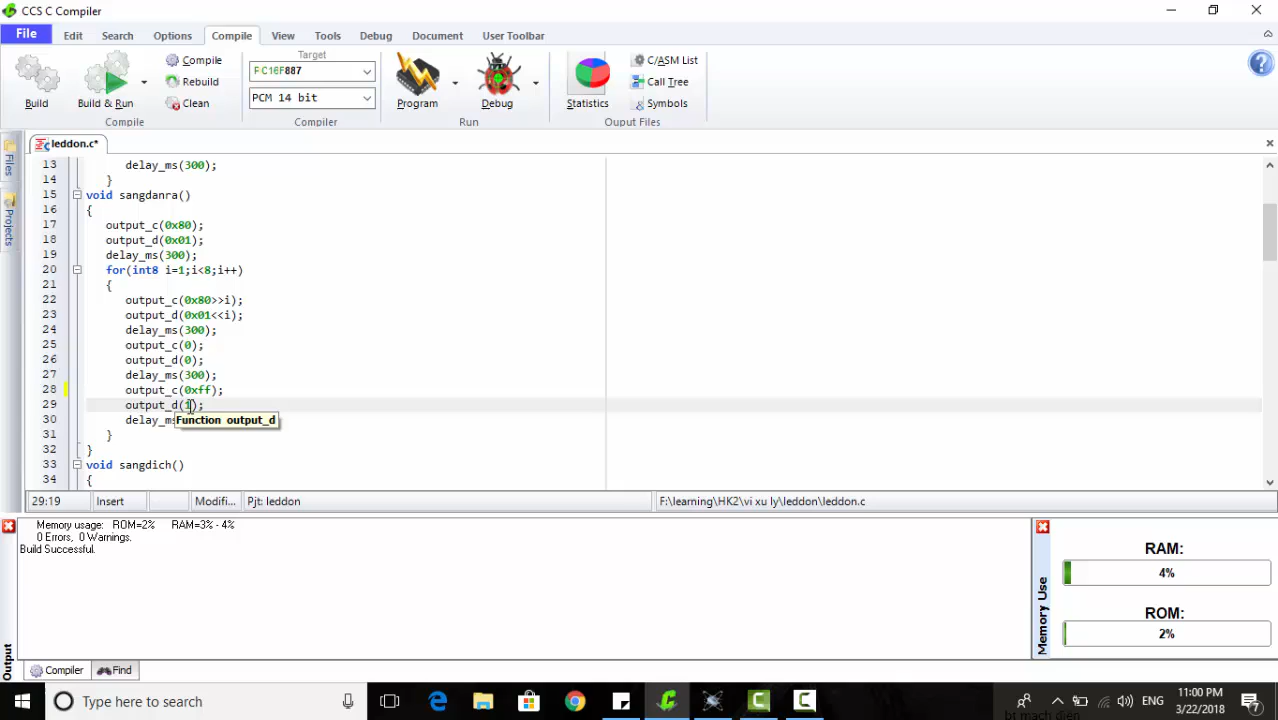 CCS C Compiler
File Edit Search Options Compile View Tools Debug Document User Toolbar
Build
Build & Run
Compile
Rebuild
Clean
Compile
Target
PIC16F887
PCM 14 bit
Compiler
Program
Debug
Run
Statistics
C/ASM List
Call Tree
Symbols
Ouput Files
Files
Projects
leddon.c*
13 delay_ms(300);
14 }
15 void sangdanra()
16 {
17 output_c(0x80);
18 output_d(0x01);
19 delay_ms(300);
20 for(int8 i=1;i<8;i++)
21 {
22 output_c(0x80>>i);
23 output_d(0x01<<i);
24 delay_ms(300);
25 output_c(0);
26 output_d(0);
27 delay_ms(300);
28 output_c(0xff);
29 output_d(1);
30 delay_m
Function output_d
31 }
32 }
33 void sangdich()
34 {
29:19 Insert Modifi... Pjt: leddon F:\learning\HK2\vi xu ly\leddon\leddon.c
Memory usage: ROM=2% RAM=3% - 4%
0 Errors, 0 Warnings.
Build Successful.
Output
Compiler Find
Memory Use
RAM:
4%
ROM:
2%
Type here to search
ENG
11:00 PM
3/22/2018
7
bt mach dien